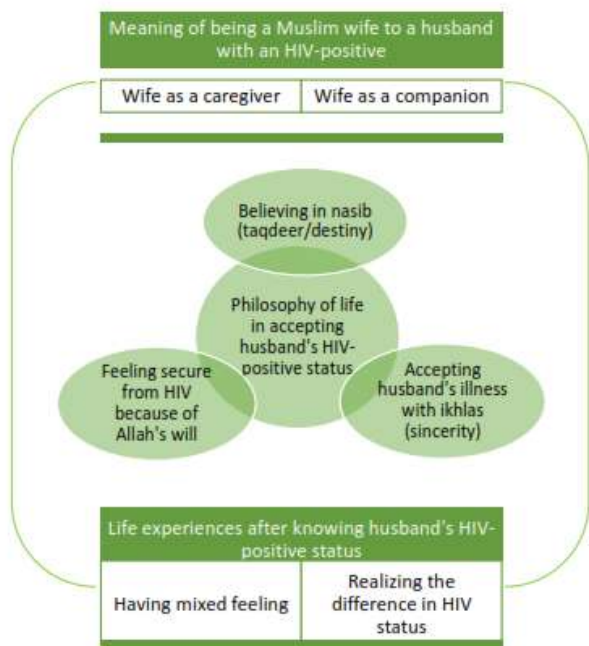 Meaning of being a Muslim wife to a husband
with an HIV-positive
Wife as a caregiver
Wife as a companion
Believing in nasib
(taqdeer/destiny)
Philosophy of life
in accepting
husband's HIV-
positive status
Feeling secure
from HIV
because of
Allah's will
Accepting
husband's illness
with ikhlas
(sincerity)
Life experiences after knowing husband's HIV-
positive status
Having mixed feeling
Realizing the
difference in HIV
status